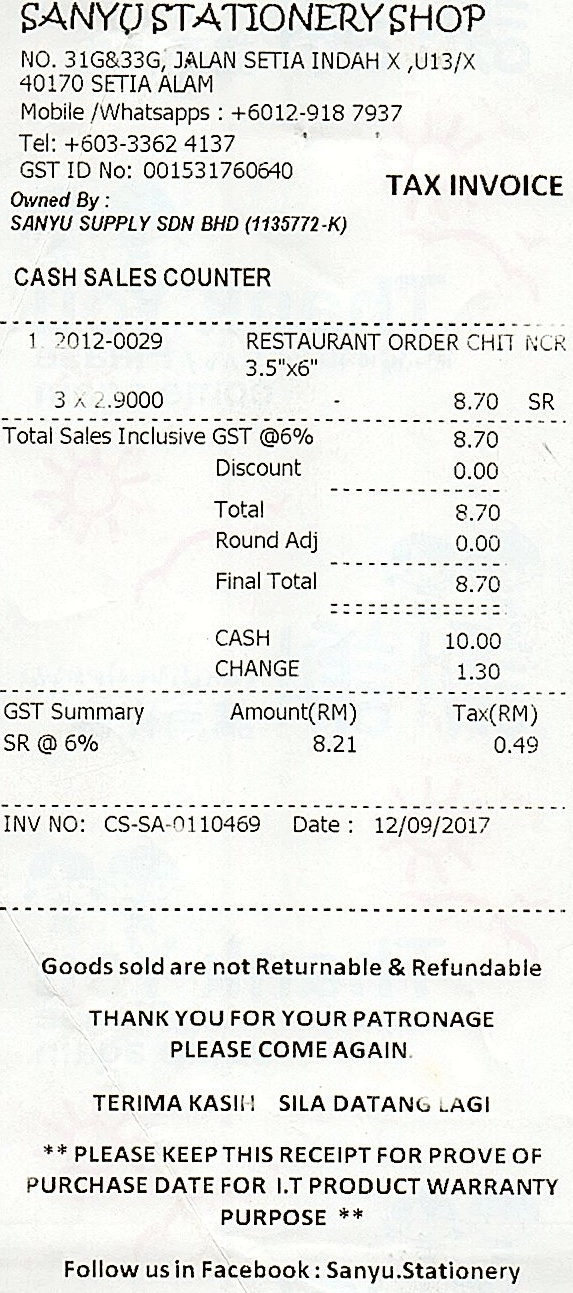 SANYU STATIONERY SHOP
NO. 31G&33G, JALAN SETIA INDAH X ,U13/X
40170 SETIA ALAM
Mobile /Whatsapps : +6012-918 7937
Tel: +603-3362 4137
GST ID No: 001531760640
TAX INVOICE
Owned By :
SANYU SUPPLY SDN BHD (1135772-K)
CASH SALES COUNTER
1. 2012-0029 RESTAURANT ORDER CHIT NCR
3.5"x6"
3 X 2.9000 - 8.70 SR
Total Sales Inclusive GST @6% 8.70
Discount 0.00
Total 8.70
Round Adj 0.00
Final Total 8.70
CASH 10.00
CHANGE 1.30
GST Summary Amount(RM) Tax(RM)
SR @ 6% 8.21 0.49
INV NO: CS-SA-0110469 Date : 12/09/2017
Goods sold are not Returnable & Refundable
THANK YOU FOR YOUR PATRONAGE
PLEASE COME AGAIN.
TERIMA KASIH SILA DATANG LAGI
** PLEASE KEEP THIS RECEIPT FOR PROVE OF
PURCHASE DATE FOR I.T PRODUCT WARRANTY
PURPOSE **
Follow us in Facebook : Sanyu.Stationery